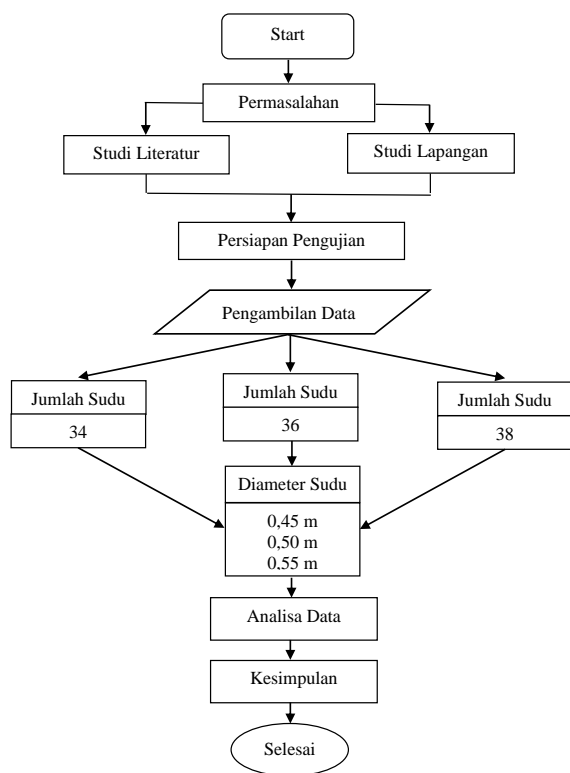 Start
Permasalahan
Studi Literatur
Studi Lapangan
Persiapan Pengujian
Pengambilan Data
Jumlah Sudu
34
Jumlah Sudu
36
Jumlah Sudu
38
Diameter Sudu
0,45 m
0,50 m
0,55 m
Analisa Data
Kesimpulan
Selesai